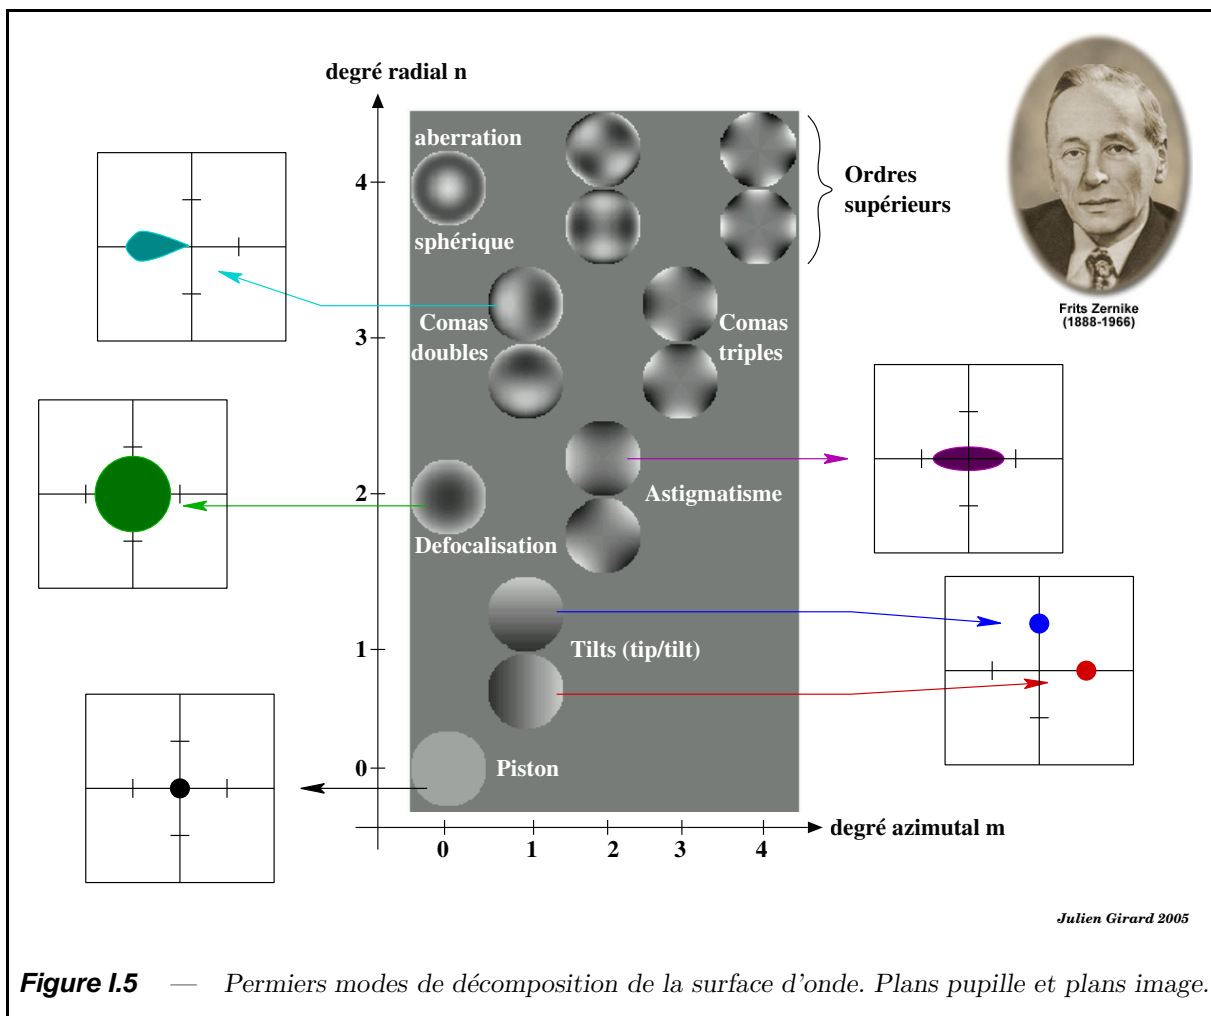 degré radial n
aberration
4
sphérique
Ordres
supérieurs
Frits Zernike
(1888-1966)
3
Comas
doubles
Comas
triples
2
Astigmatisme
Defocalisation
1
Tilts (tip/tilt)
0
Piston
degré azimutal m
0 1 2 3 4
Julien Girard 2005
Figure I.5 — Permiers modes de décomposition de la surface d'onde. Plans pupille et plans image.